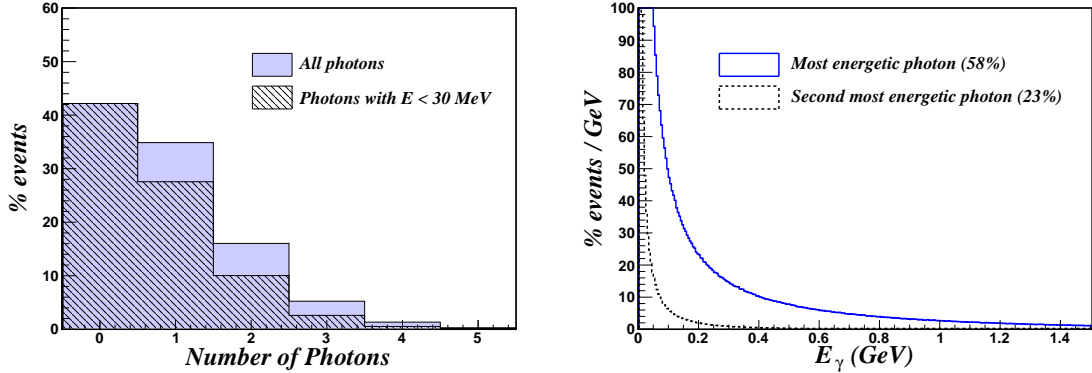 % events
60
50
40
30
20
10
0
All photons
Photons with E < 30 MeV
0 1 2 3 4 5
Number of Photons
% events / GeV
100
90
80
70
60
50
40
30
20
10
0
Most energetic photon (58%)
Second most energetic photon (23%)
0 0.2 0.4 0.6 0.8 1 1.2 1.4
E γ (GeV)